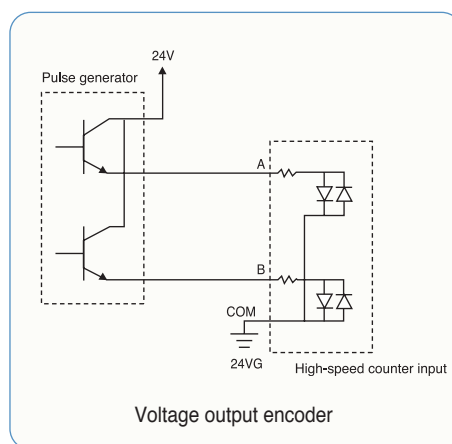 24V
Pulse generator
A
B
COM
24VG
High-speed counter input
Voltage output encoder